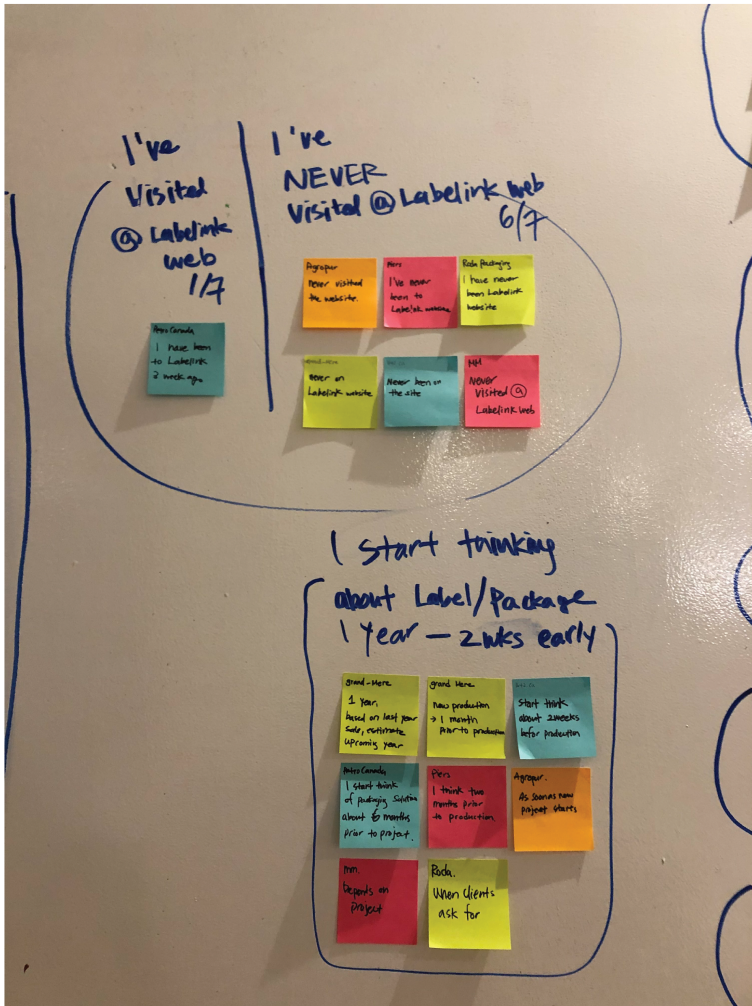 I've
Visited
@ Labelink
web
1/7
I've
NEVER
Visited @ Labelink web
6/7
I have been
to Labelink
2 week ago
Agropur
never visited
the website.
I've never
been to
Labelink website
Roda Packaging
I have never
been Labelink
website
never on
Labelink website
Never been on
the site
MM
NEVER
Visited @
Labelink web
I start thinking
about Label/Package
1 Year - 2wks early
grand-mere
1 year,
based on last year
sale, estimate
upcoming year
grand mere
now production
→ 1 month
prior to production
Start think
about 2weeks
befor production
Astro Canada
I start think
of packaging solution
about 6 months
prior to project.
Piers
I think two
months prior
to production
Agropur.
As soon as now
project starts
mm.
Depends on
project
Roda.
When clients
ask for